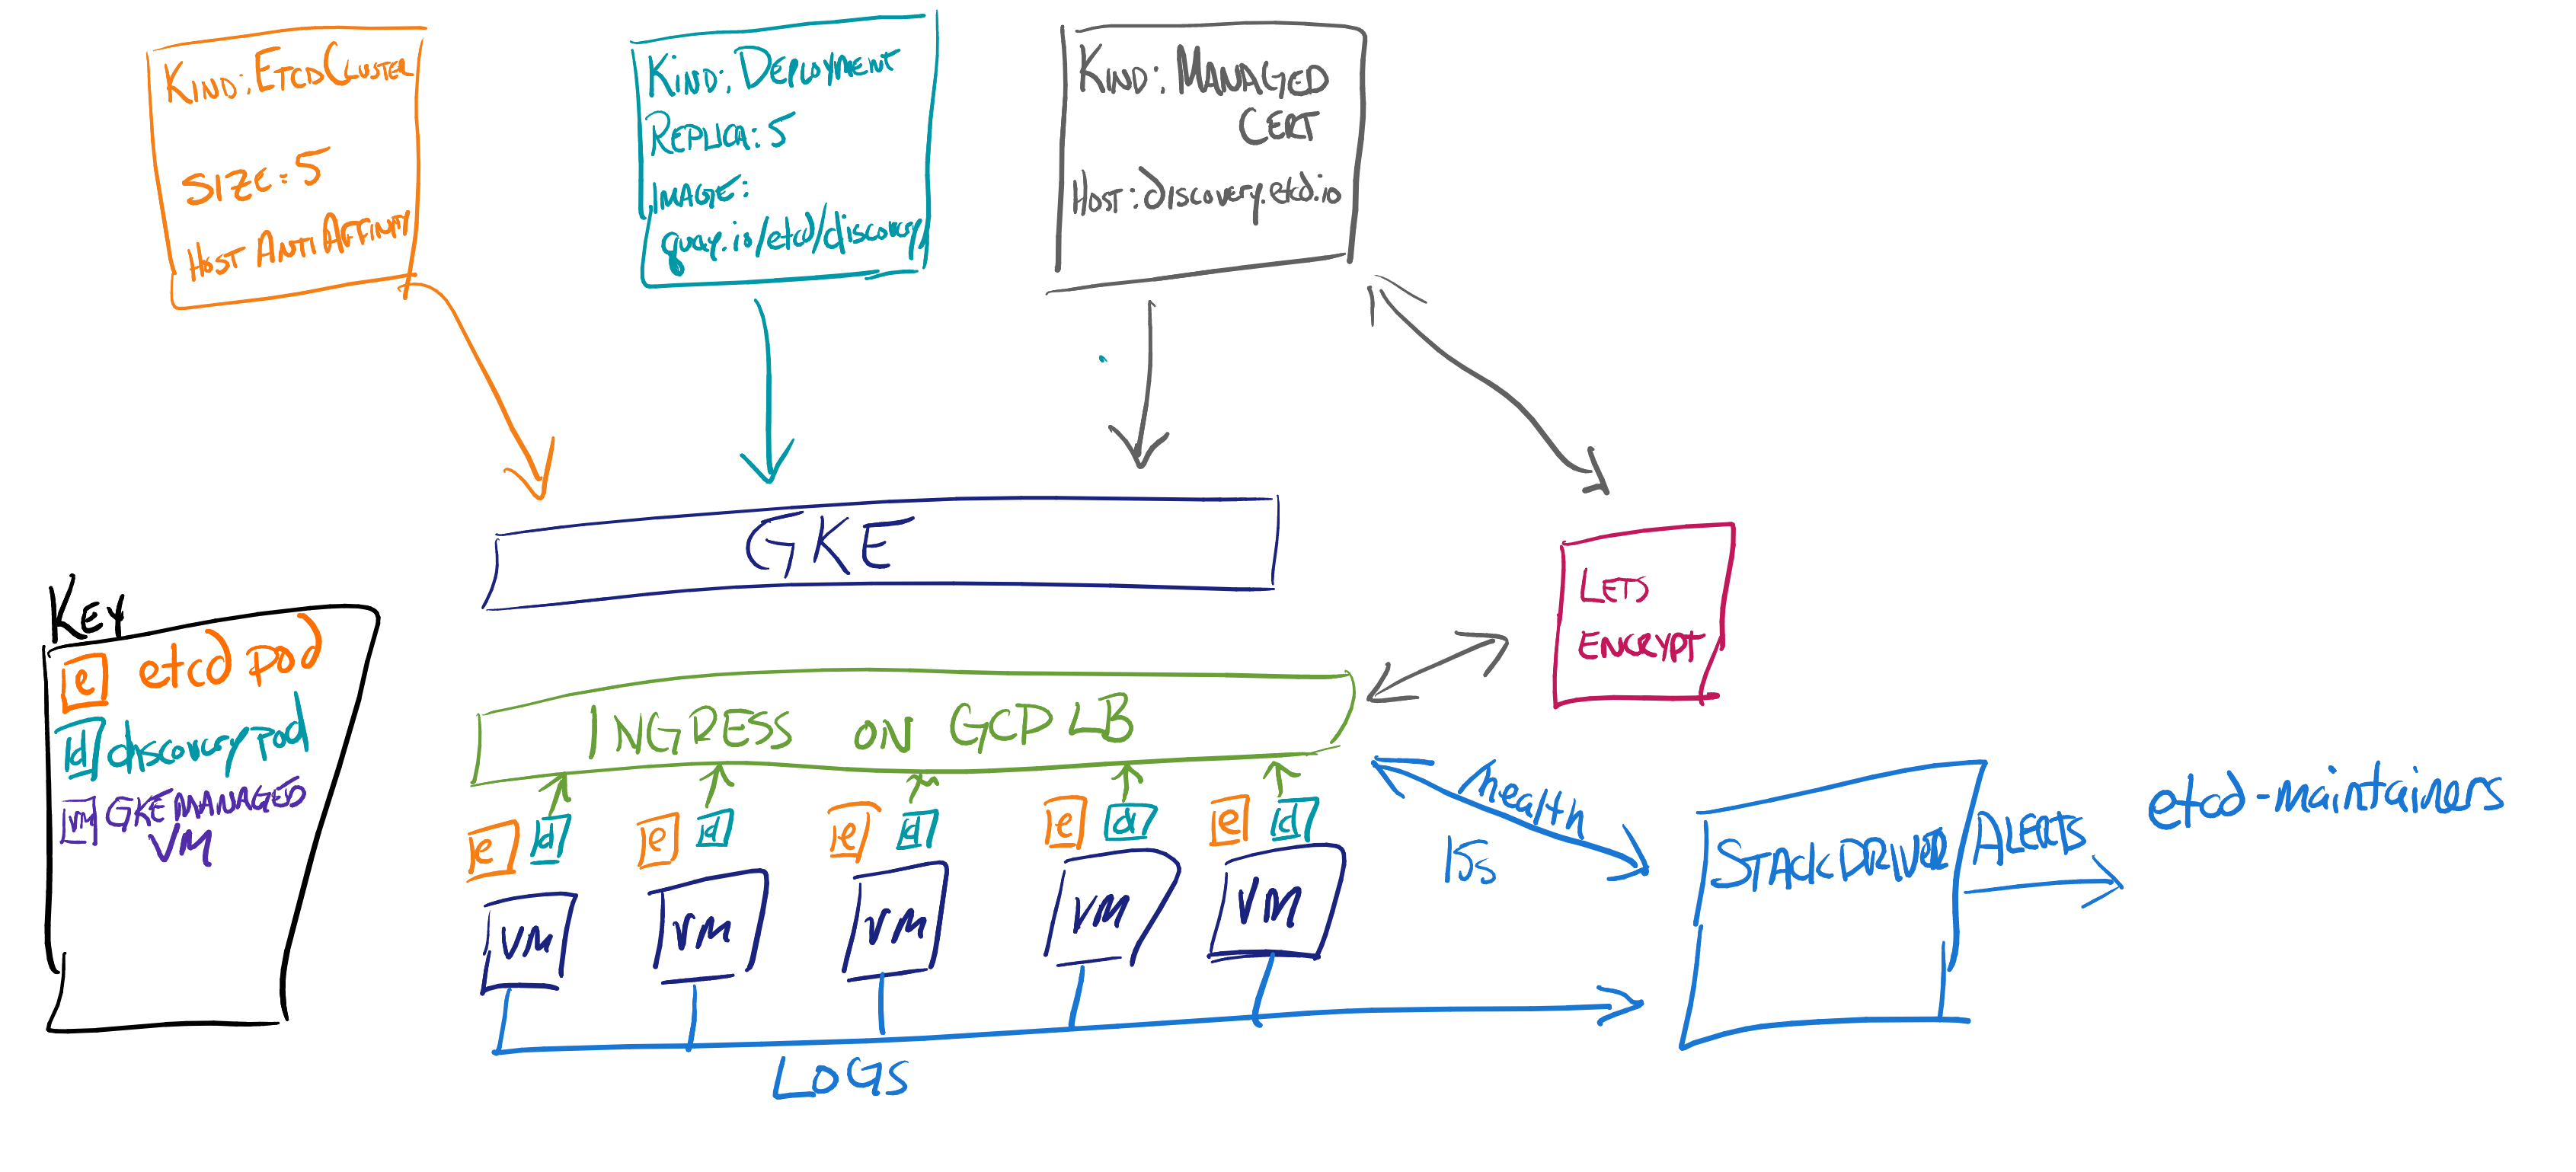 KIND: ETCDCLUSTER
SIZE=5
HOST ANTI AFFINITY
KIND: DEPLOYMENT
REPLICA: 5
IMAGE:
quay.io/etcd/discovery
KIND: MANAGED
CERT
HOST: discovery.etcd.io
GKE
LETS
ENCRYPT
KEY
e etcd pod
d discovery pod
VM GKE MANAGED
VM
INGRESS ON GCP LB
e d e d e d e d e d
VM VM VM VM VM
LOGS
health
15s
STACKDRIVER
ALERTS
etcd-maintainers